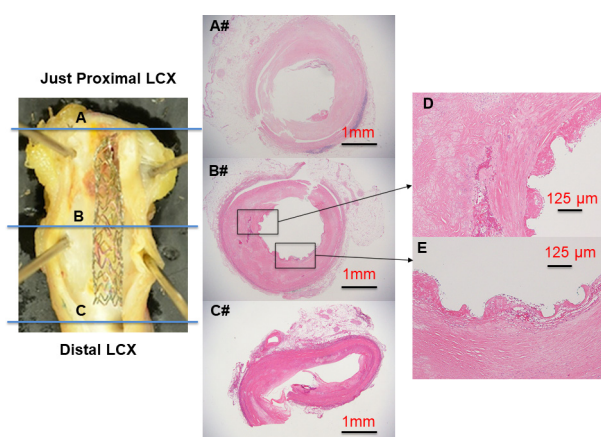 Just Proximal LCX
A
B
C
Distal LCX
A#
1mm
B#
1mm
C#
1mm
D
125 µm
E
125 µm